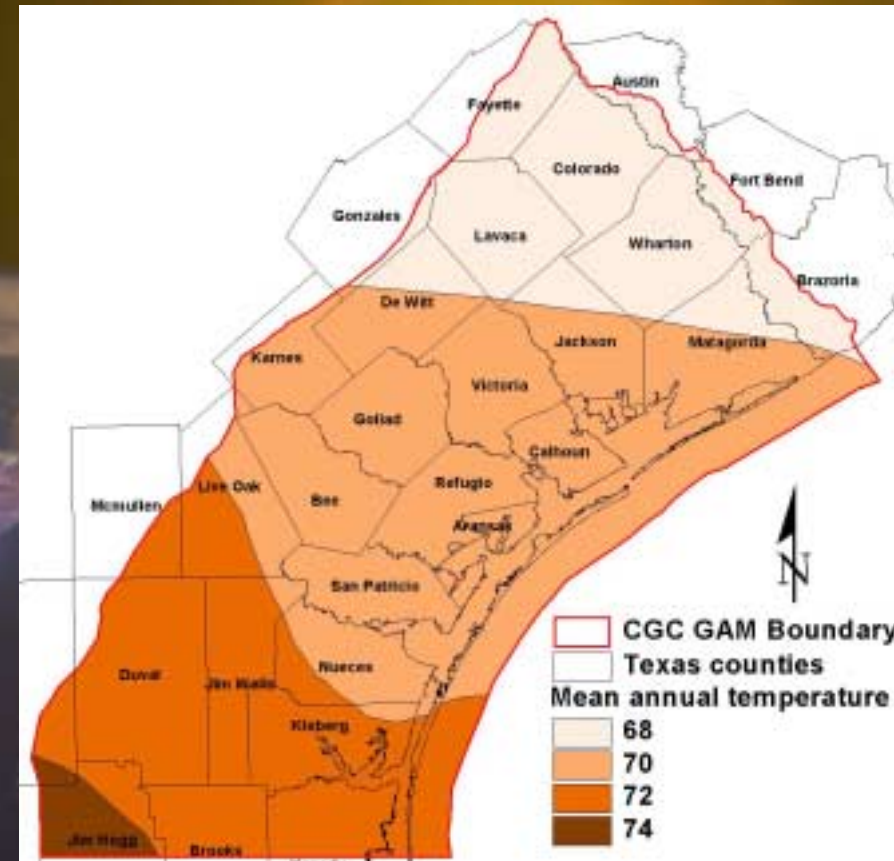 Austin
Fayette
Colorado
Fort Bend
Gonzales
Lavaca
Wharton
Brazoria
De Witt
Jackson
Matagorda
Karnes
Victoria
Goliad
Calhoun
Live Oak
Refugio
Mcmullen
Bee
Aransas
San Patricio
N
Nueces
Duval
Jim Wells
Kleberg
Jim Hogg
Brooks
CGC GAM Boundary
Texas counties
Mean annual temperature
68
70
72
74